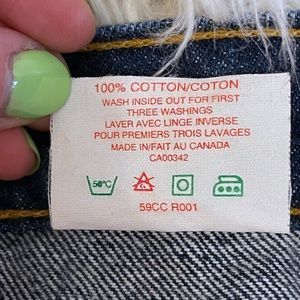 100% COTTON/COTON
WASH INSIDE OUT FOR FIRST
THREE WASHINGS
LAVER AVEC LINGE INVERSE
POUR PREMIERS TROIS LAVAGES
MADE IN/FAIT AU CANADA
CA00342
50°C
59CC R001